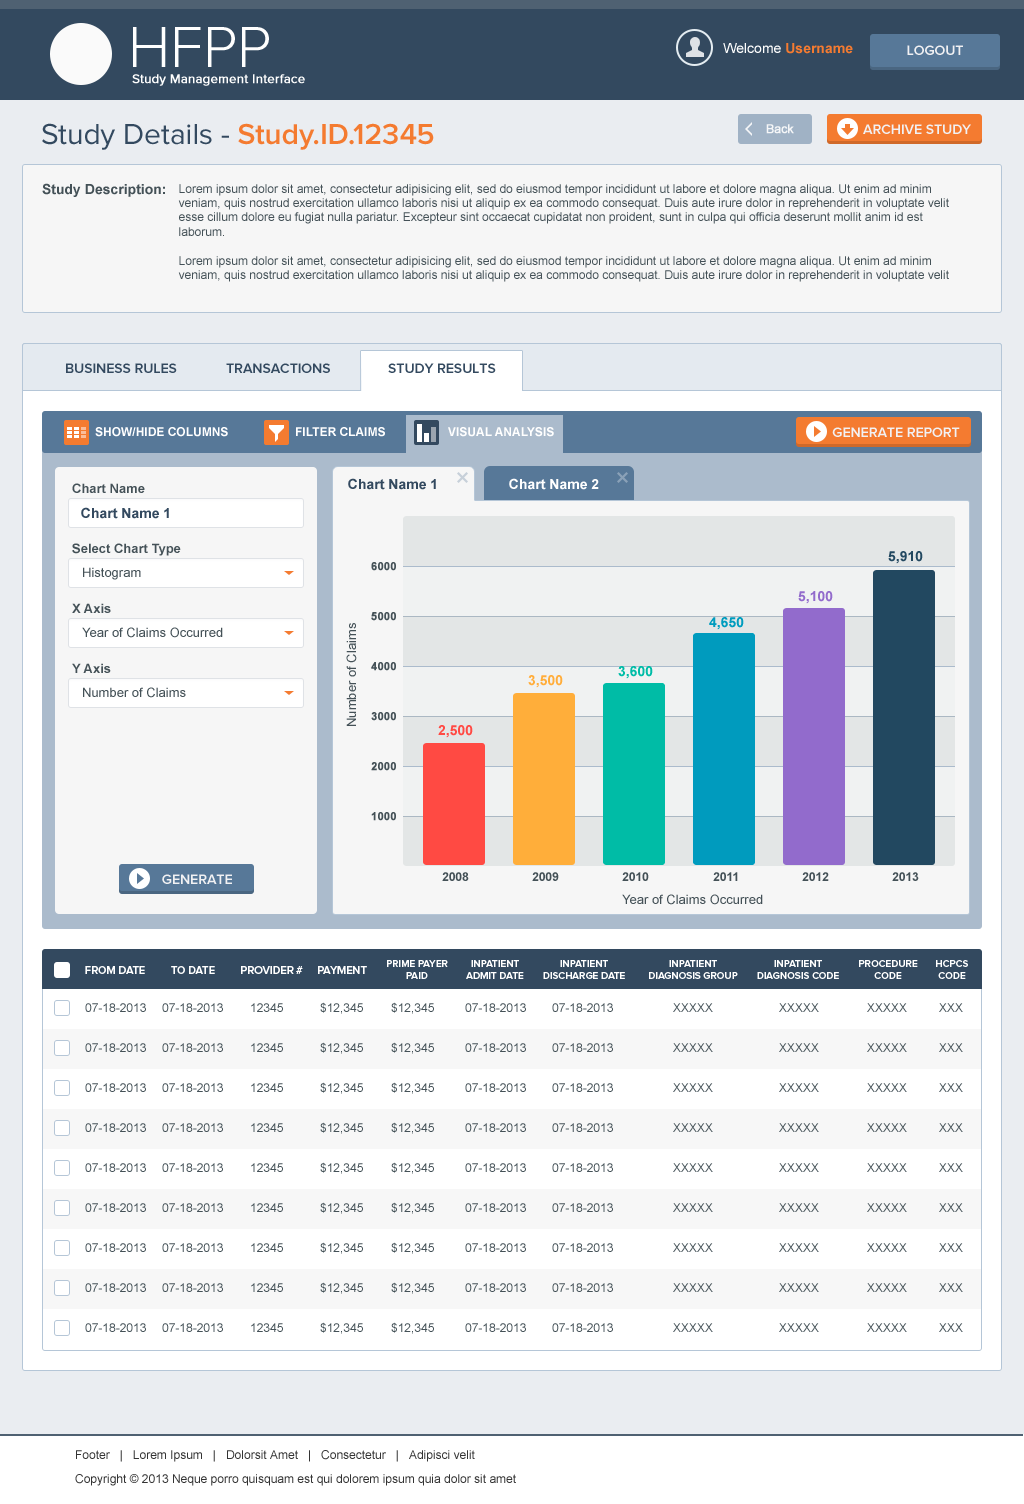 HFPP
Study Management Interface
Welcome Username
LOGOUT
Study Details - Study.ID.12345
Back
ARCHIVE STUDY
Study Description:
Lorem ipsum dolor sit amet, consectetur adipisicing elit, sed do eiusmod tempor incididunt ut labore et dolore magna aliqua. Ut enim ad minim
veniam, quis nostrud exercitation ullamco laboris nisi ut aliquip ex ea commodo consequat. Duis aute irure dolor in reprehenderit in voluptate velit
esse cillum dolore eu fugiat nulla pariatur. Excepteur sint occaecat cupidatat non proident, sunt in culpa qui officia deserunt mollit anim id est
laborum.
Lorem ipsum dolor sit amet, consectetur adipisicing elit, sed do eiusmod tempor incididunt ut labore et dolore magna aliqua. Ut enim ad minim
veniam, quis nostrud exercitation ullamco laboris nisi ut aliquip ex ea commodo consequat. Duis aute irure dolor in reprehenderit in voluptate velit
BUSINESS RULES
TRANSACTIONS
STUDY RESULTS
SHOW/HIDE COLUMNS
FILTER CLAIMS
VISUAL ANALYSIS
GENERATE REPORT
Chart Name
Chart Name 1
Select Chart Type
Histogram
X Axis
Year of Claims Occurred
Y Axis
Number of Claims
GENERATE
Chart Name 1
Chart Name 2
Number of Claims
6000
5000
4000
3000
2000
1000
2,500
3,500
3,600
4,650
5,100
5,910
2008 2009 2010 2011 2012 2013
Year of Claims Occurred
FROM DATE TO DATE PROVIDER # PAYMENT PRIME PAYER PAID INPATIENT ADMIT DATE INPATIENT DISCHARGE DATE INPATIENT DIAGNOSIS GROUP INPATIENT DIAGNOSIS CODE PROCEDURE CODE HCPCS CODE
07-18-2013 07-18-2013 12345 $12,345 $12,345 07-18-2013 07-18-2013 XXXXX XXXXX XXXXX XXX
07-18-2013 07-18-2013 12345 $12,345 $12,345 07-18-2013 07-18-2013 XXXXX XXXXX XXXXX XXX
07-18-2013 07-18-2013 12345 $12,345 $12,345 07-18-2013 07-18-2013 XXXXX XXXXX XXXXX XXX
07-18-2013 07-18-2013 12345 $12,345 $12,345 07-18-2013 07-18-2013 XXXXX XXXXX XXXXX XXX
07-18-2013 07-18-2013 12345 $12,345 $12,345 07-18-2013 07-18-2013 XXXXX XXXXX XXXXX XXX
07-18-2013 07-18-2013 12345 $12,345 $12,345 07-18-2013 07-18-2013 XXXXX XXXXX XXXXX XXX
07-18-2013 07-18-2013 12345 $12,345 $12,345 07-18-2013 07-18-2013 XXXXX XXXXX XXXXX XXX
07-18-2013 07-18-2013 12345 $12,345 $12,345 07-18-2013 07-18-2013 XXXXX XXXXX XXXXX XXX
07-18-2013 07-18-2013 12345 $12,345 $12,345 07-18-2013 07-18-2013 XXXXX XXXXX XXXXX XXX
Footer | Lorem Ipsum | Dolorsit Amet | Consectetur | Adipisci velit
Copyright © 2013 Neque porro quisquam est qui dolorem ipsum quia dolor sit amet